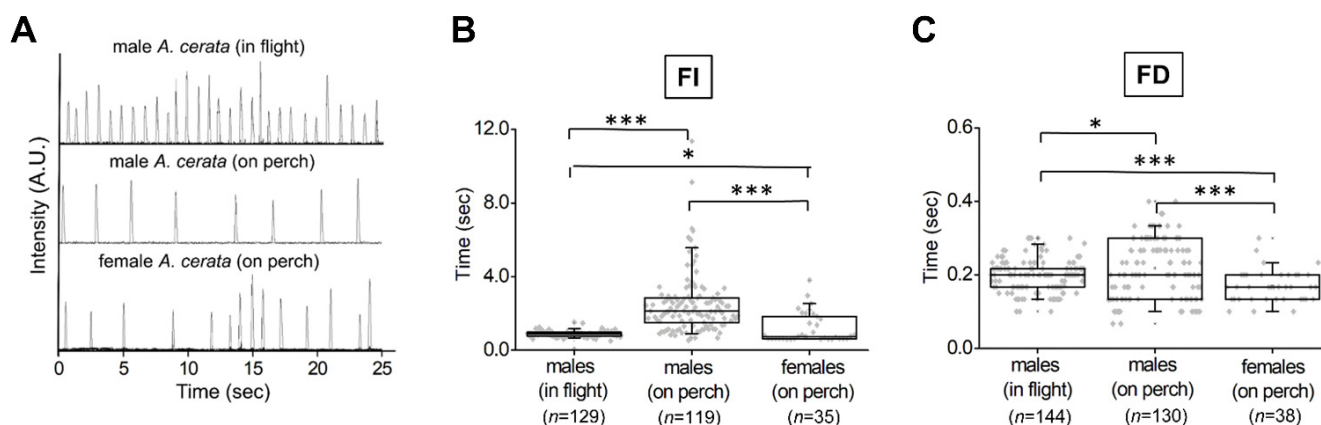 A
male A. cerata (in flight)
male A. cerata (on perch)
female A. cerata (on perch)
Intensity (A.U.)
0 5 10 15 20 25
Time (sec)
B
FI
***
*
***
12.0
8.0
4.0
0.0
Time (sec)
males (in flight) (n=129)
males (on perch) (n=119)
females (on perch) (n=35)
C
FD
*
***
***
0.6
0.4
0.2
0.0
Time (sec)
males (in flight) (n=144)
males (on perch) (n=130)
females (on perch) (n=38)